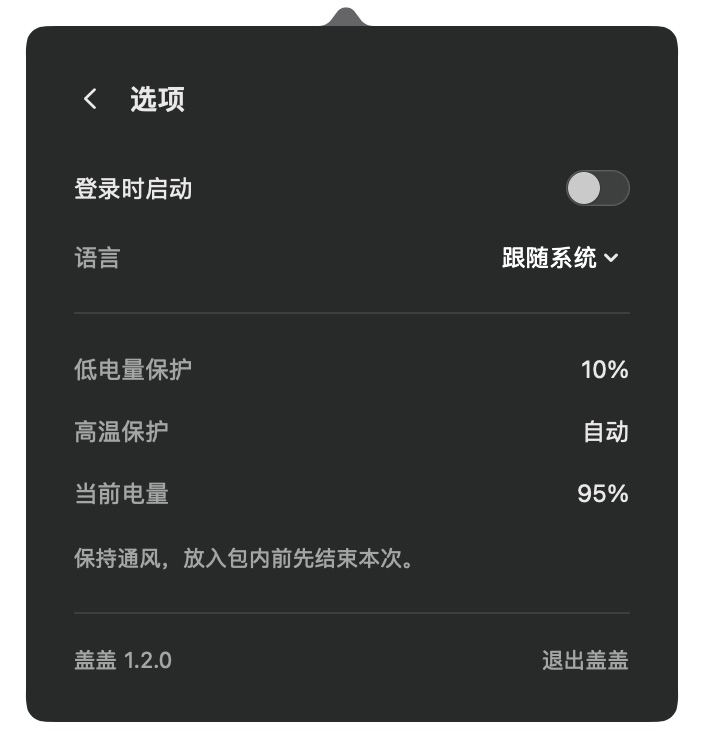 选项
登录时启动
语言 跟随系统
低电量保护 10%
高温保护 自动
当前电量 95%
保持通风，放入包内前先结束本次。
盖盖 1.2.0 退出盖盖